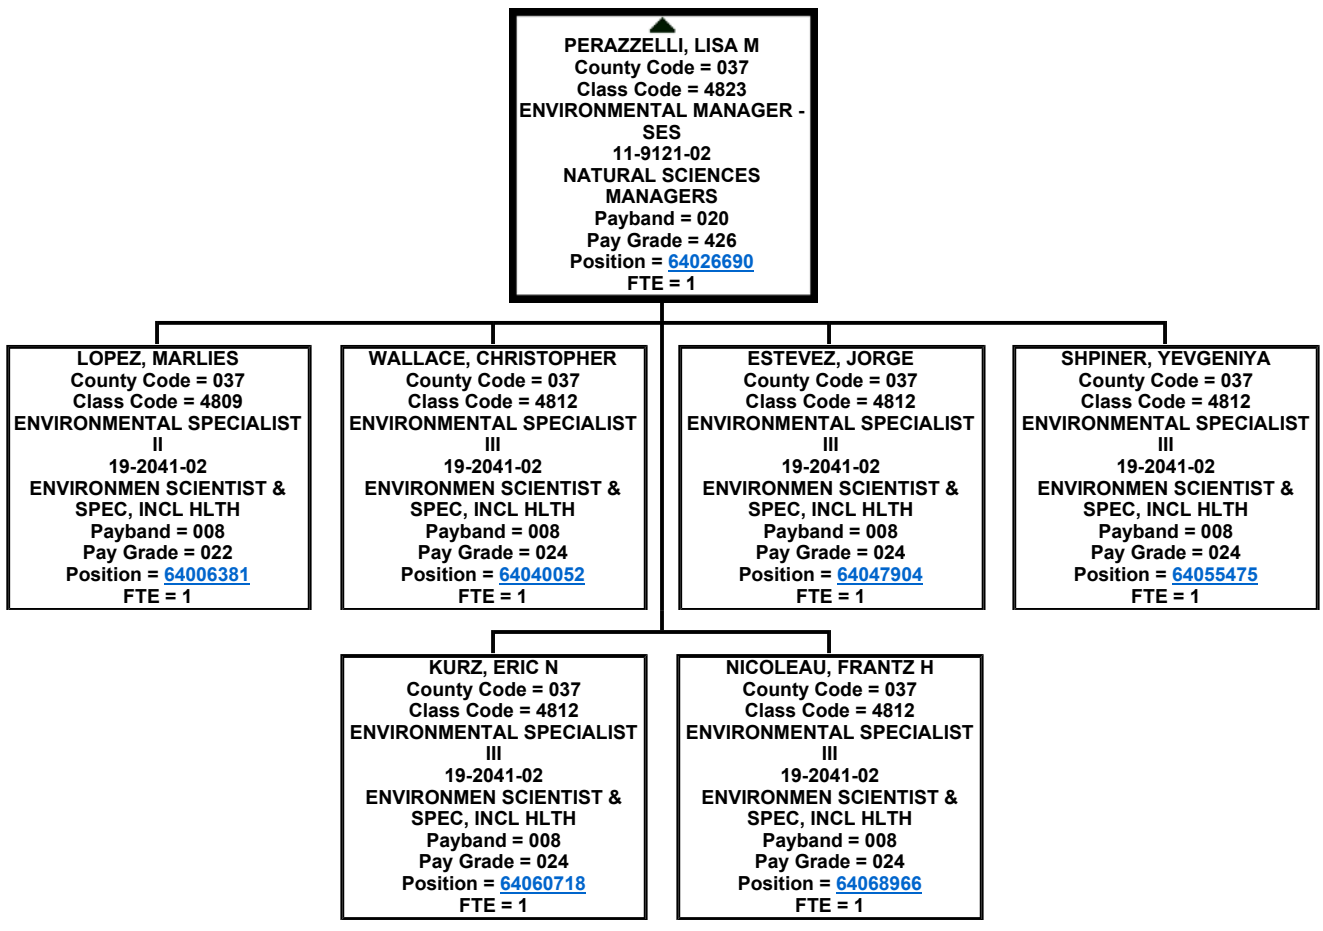 PERAZZELLI, LISA M
County Code = 037
Class Code = 4823
ENVIRONMENTAL MANAGER -
SES
11-9121-02
NATURAL SCIENCES
MANAGERS
Payband = 020
Pay Grade = 426
Position = 64026690
FTE = 1
LOPEZ, MARLIES
County Code = 037
Class Code = 4809
ENVIRONMENTAL SPECIALIST
II
19-2041-02
ENVIRONMEN SCIENTIST &
SPEC, INCL HLTH
Payband = 008
Pay Grade = 022
Position = 64006381
FTE = 1
WALLACE, CHRISTOPHER
County Code = 037
Class Code = 4812
ENVIRONMENTAL SPECIALIST
III
19-2041-02
ENVIRONMEN SCIENTIST &
SPEC, INCL HLTH
Payband = 008
Pay Grade = 024
Position = 64040052
FTE = 1
ESTEVEZ, JORGE
County Code = 037
Class Code = 4812
ENVIRONMENTAL SPECIALIST
III
19-2041-02
ENVIRONMEN SCIENTIST &
SPEC, INCL HLTH
Payband = 008
Pay Grade = 024
Position = 64047904
FTE = 1
SHPINER, YEVGENIYA
County Code = 037
Class Code = 4812
ENVIRONMENTAL SPECIALIST
III
19-2041-02
ENVIRONMEN SCIENTIST &
SPEC, INCL HLTH
Payband = 008
Pay Grade = 024
Position = 64055475
FTE = 1
KURZ, ERIC N
County Code = 037
Class Code = 4812
ENVIRONMENTAL SPECIALIST
III
19-2041-02
ENVIRONMEN SCIENTIST &
SPEC, INCL HLTH
Payband = 008
Pay Grade = 024
Position = 64060718
FTE = 1
NICOLEAU, FRANTZ H
County Code = 037
Class Code = 4812
ENVIRONMENTAL SPECIALIST
III
19-2041-02
ENVIRONMEN SCIENTIST &
SPEC, INCL HLTH
Payband = 008
Pay Grade = 024
Position = 64068966
FTE = 1